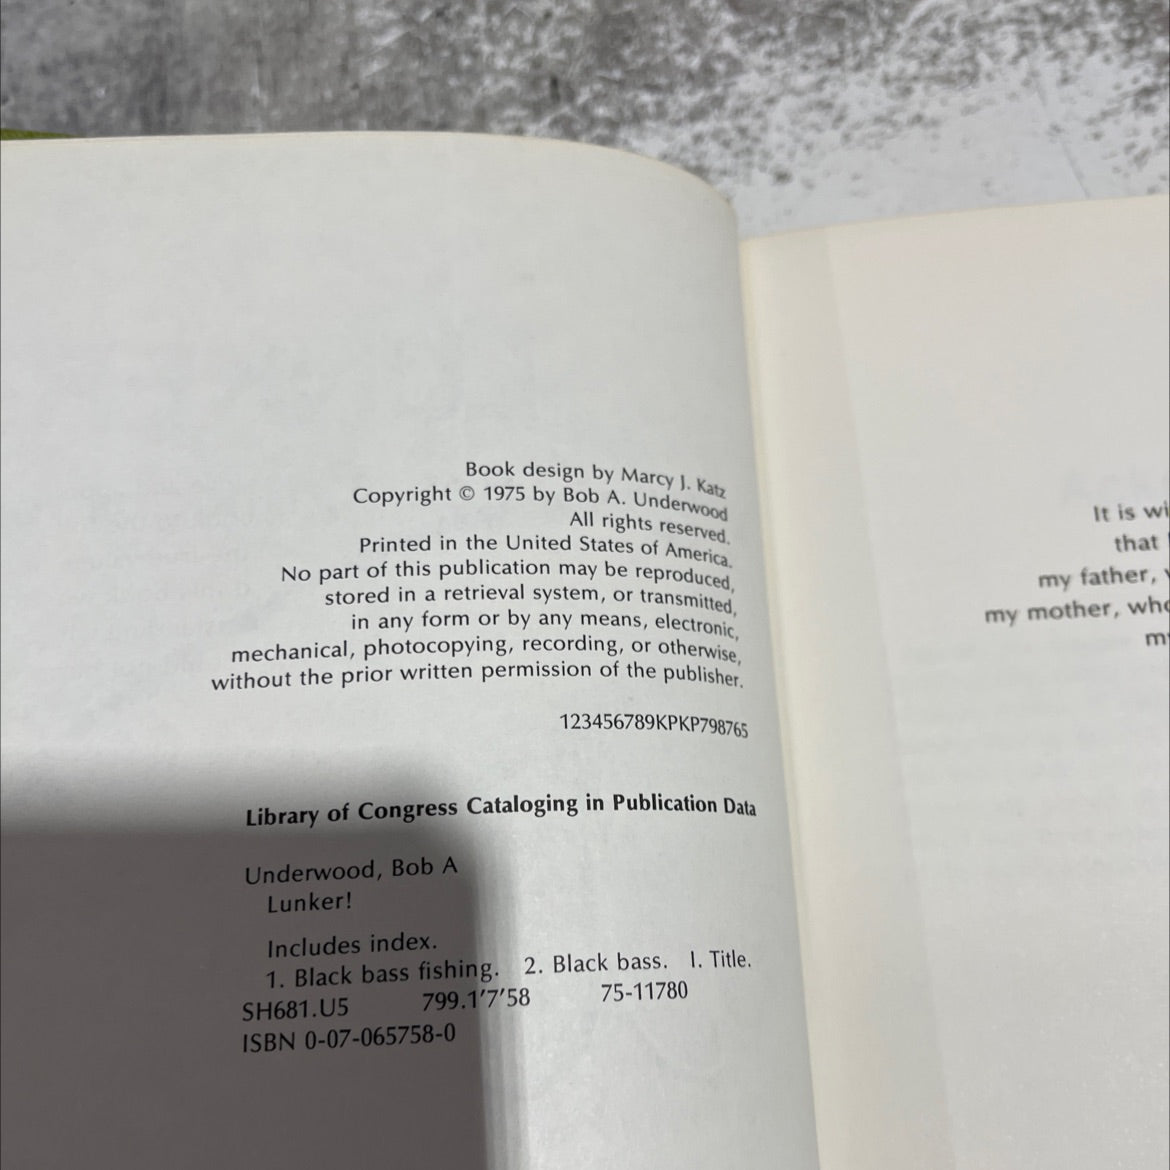 Book design by Marcy J. Katz
Copyright © 1975 by Bob A. Underwood
All rights reserved.
Printed in the United States of America.
No part of this publication may be reproduced,
stored in a retrieval system, or transmitted,
in any form or by any means, electronic,
mechanical, photocopying, recording, or otherwise,
without the prior written permission of the publisher.
123456789KPKP798765
Library of Congress Cataloging in Publication Data
Underwood, Bob A
Lunker!
Includes index.
1. Black bass fishing. 2. Black bass. I. Title.
SH681.U5 799.1'7'58 75-11780
ISBN 0-07-065758-0
It is
that
my father,
my mother,